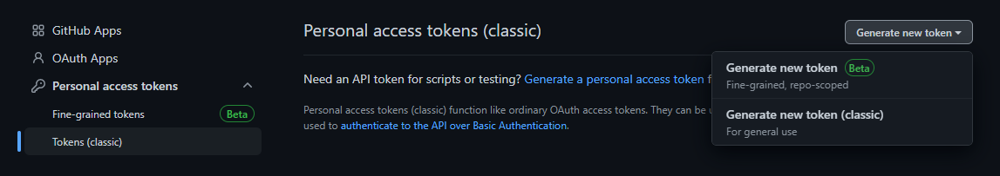 GitHub Apps
OAuth Apps
Personal access tokens
Fine-grained tokens Beta
Tokens (classic)
Personal access tokens (classic)
Generate new token
Need an API token for scripts or testing? Generate a personal access token f
Personal access tokens (classic) function like ordinary OAuth access tokens. They can be u
used to authenticate to the API over Basic Authentication.
Generate new token Beta
Fine-grained, repo-scoped
Generate new token (classic)
For general use